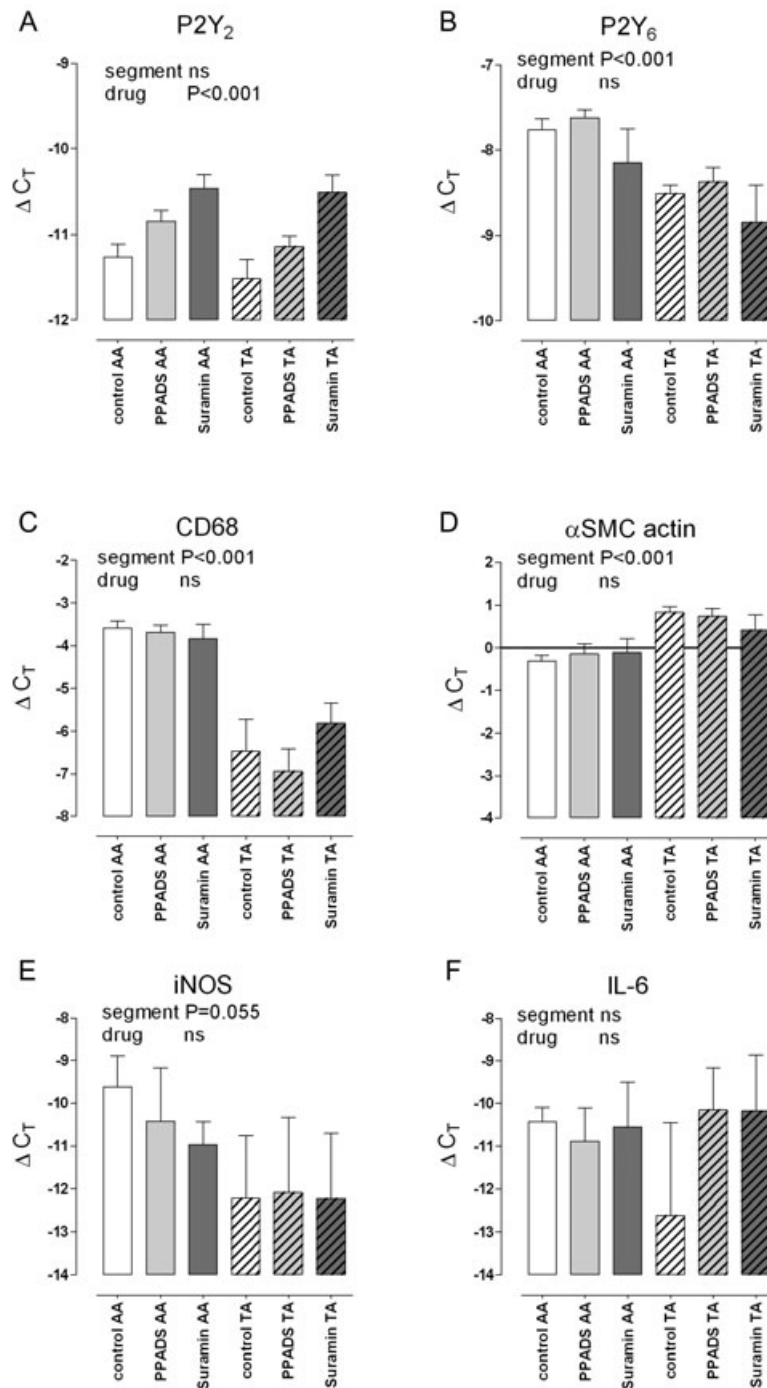 A
P2Y₂
segment ns
drug P<0.001
Δ C_T
-9
-10
-11
-12
control AA
PPADS AA
Suramin AA
control TA
PPADS TA
Suramin TA
B
P2Y₆
segment P<0.001
drug ns
Δ C_T
-7
-8
-9
-10
control AA
PPADS AA
Suramin AA
control TA
PPADS TA
Suramin TA
C
CD68
segment P<0.001
drug ns
Δ C_T
-2
-3
-4
-5
-6
-7
-8
control AA
PPADS AA
Suramin AA
control TA
PPADS TA
Suramin TA
D
αSMC actin
segment P<0.001
drug ns
Δ C_T
2
1
0
-1
-2
-3
-4
control AA
PPADS AA
Suramin AA
control TA
PPADS TA
Suramin TA
E
iNOS
segment P=0.055
drug ns
Δ C_T
-8
-9
-10
-11
-12
-13
-14
control AA
PPADS AA
Suramin AA
control TA
PPADS TA
Suramin TA
F
IL-6
segment ns
drug ns
Δ C_T
-8
-9
-10
-11
-12
-13
-14
control AA
PPADS AA
Suramin AA
control TA
PPADS TA
Suramin TA